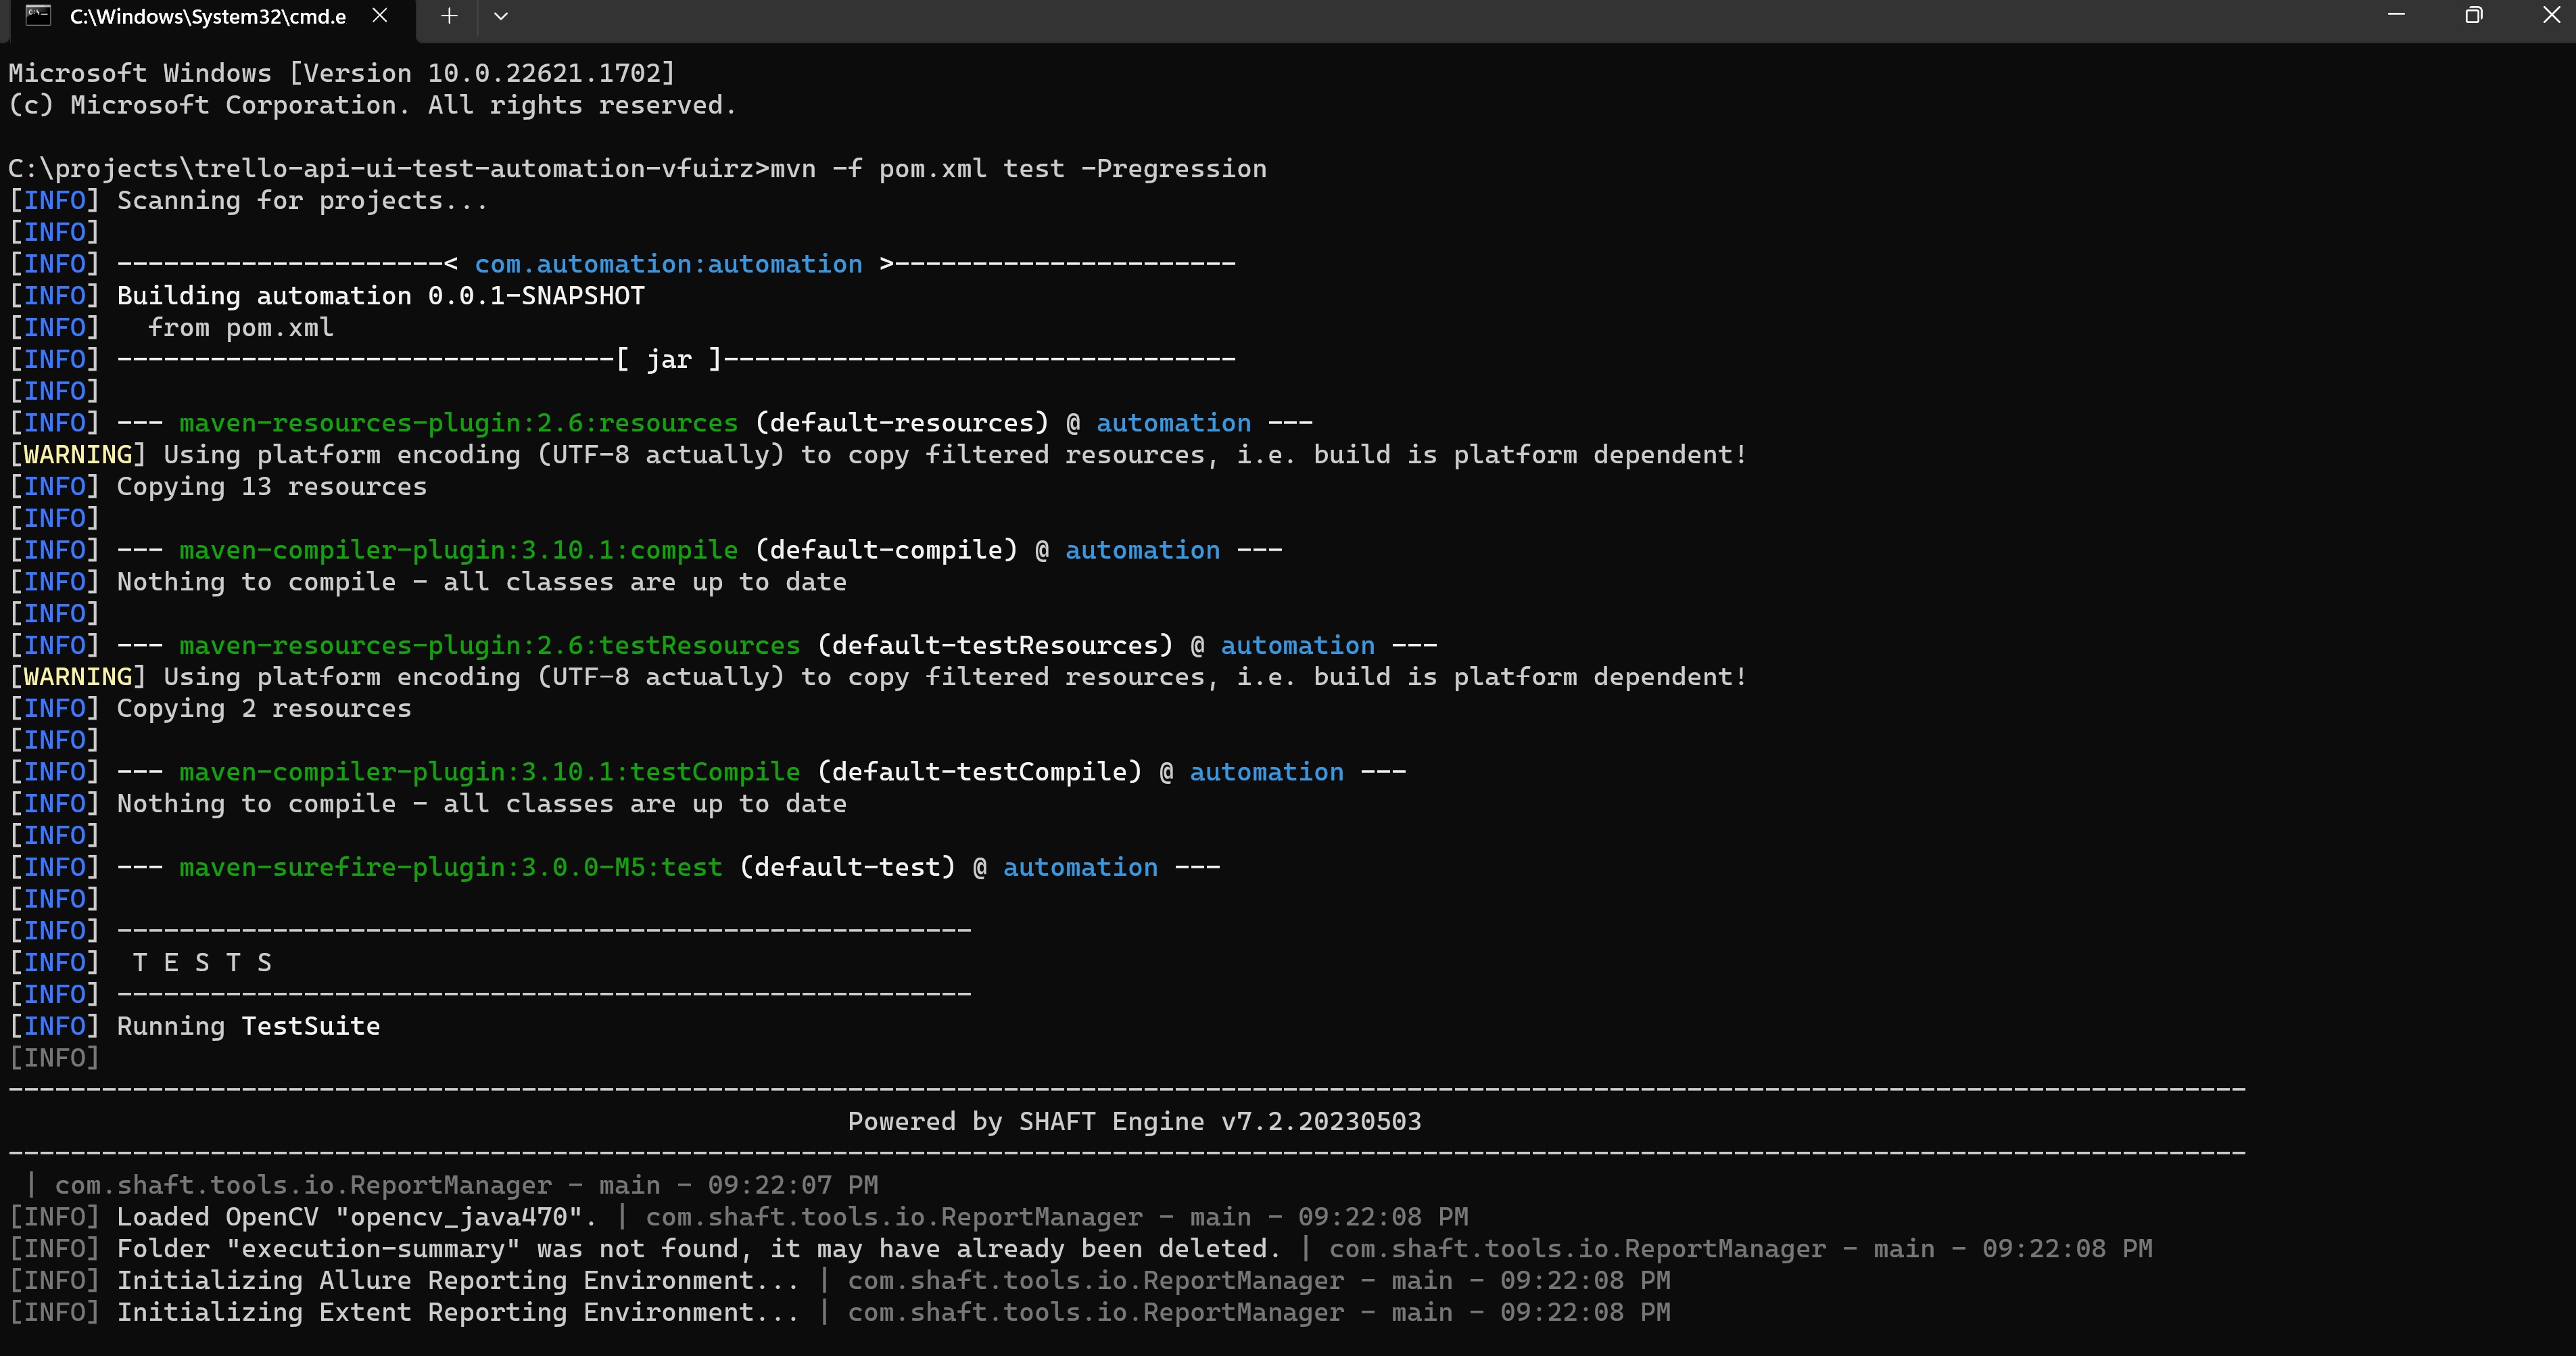 C:\Windows\System32\cmd.e
Microsoft Windows [Version 10.0.22621.1702]
(c) Microsoft Corporation. All rights reserved.
C:\projects\trello-api-ui-test-automation-vfuirz>mvn -f pom.xml test -Pregression
[INFO] Scanning for projects...
[INFO]
[INFO] ---------------------< com.automation:automation >----------------------
[INFO] Building automation 0.0.1-SNAPSHOT
[INFO]   from pom.xml
[INFO] --------------------------------[ jar ]---------------------------------
[INFO]
[INFO] --- maven-resources-plugin:2.6:resources (default-resources) @ automation ---
[WARNING] Using platform encoding (UTF-8 actually) to copy filtered resources, i.e. build is platform dependent!
[INFO] Copying 13 resources
[INFO]
[INFO] --- maven-compiler-plugin:3.10.1:compile (default-compile) @ automation ---
[INFO] Nothing to compile - all classes are up to date
[INFO]
[INFO] --- maven-resources-plugin:2.6:testResources (default-testResources) @ automation ---
[WARNING] Using platform encoding (UTF-8 actually) to copy filtered resources, i.e. build is platform dependent!
[INFO] Copying 2 resources
[INFO]
[INFO] --- maven-compiler-plugin:3.10.1:testCompile (default-testCompile) @ automation ---
[INFO] Nothing to compile - all classes are up to date
[INFO]
[INFO] --- maven-surefire-plugin:3.0.0-M5:test (default-test) @ automation ---
[INFO]
[INFO] -------------------------------------------------------
[INFO]  T E S T S
[INFO] -------------------------------------------------------
[INFO] Running TestSuite
[INFO]
------------------------------------------------------------------------------------------------------------------------------------------------
Powered by SHAFT Engine v7.2.20230503
------------------------------------------------------------------------------------------------------------------------------------------------
| com.shaft.tools.io.ReportManager - main - 09:22:07 PM
[INFO] Loaded OpenCV "opencv_java470". | com.shaft.tools.io.ReportManager - main - 09:22:08 PM
[INFO] Folder "execution-summary" was not found, it may have already been deleted. | com.shaft.tools.io.ReportManager - main - 09:22:08 PM
[INFO] Initializing Allure Reporting Environment... | com.shaft.tools.io.ReportManager - main - 09:22:08 PM
[INFO] Initializing Extent Reporting Environment... | com.shaft.tools.io.ReportManager - main - 09:22:08 PM